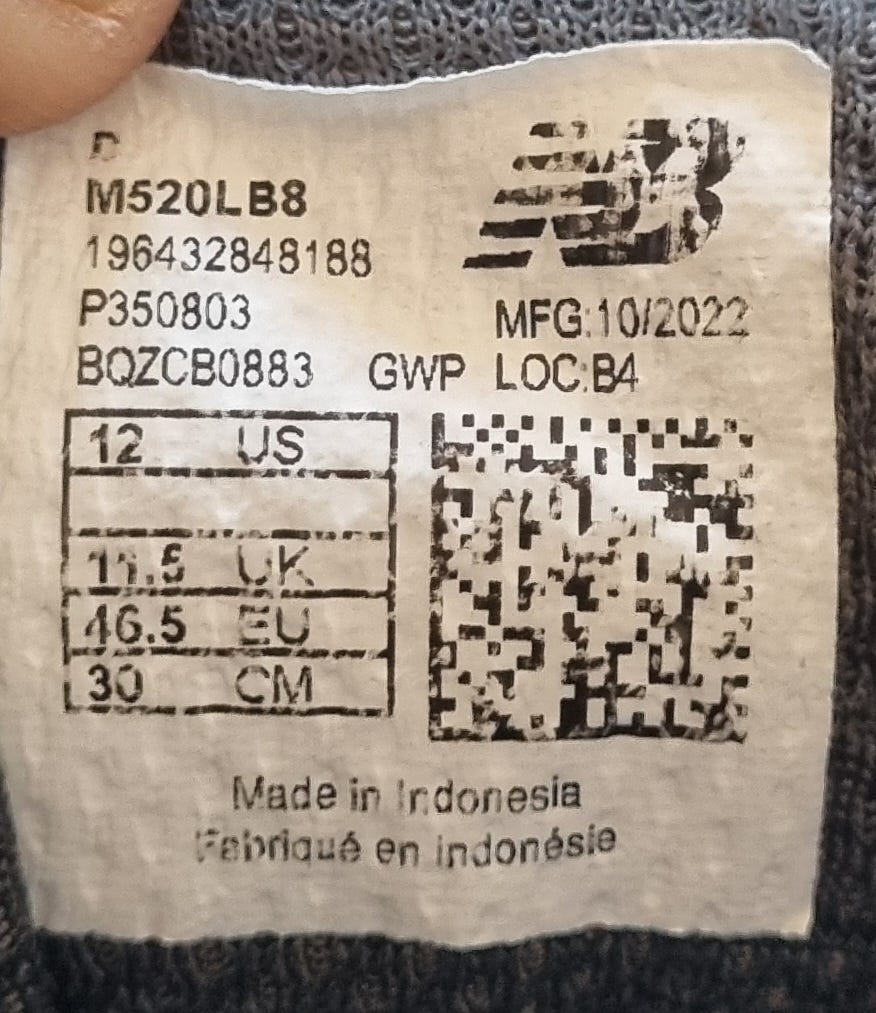 D
M520LB8
196432848188
P350803
MFG:10/2022
BQZCB0883 GWP LOC:B4
12 US
11.5 UK
46.5 EU
30 CM
Made in Indonesia
Fabriqué en indonésie